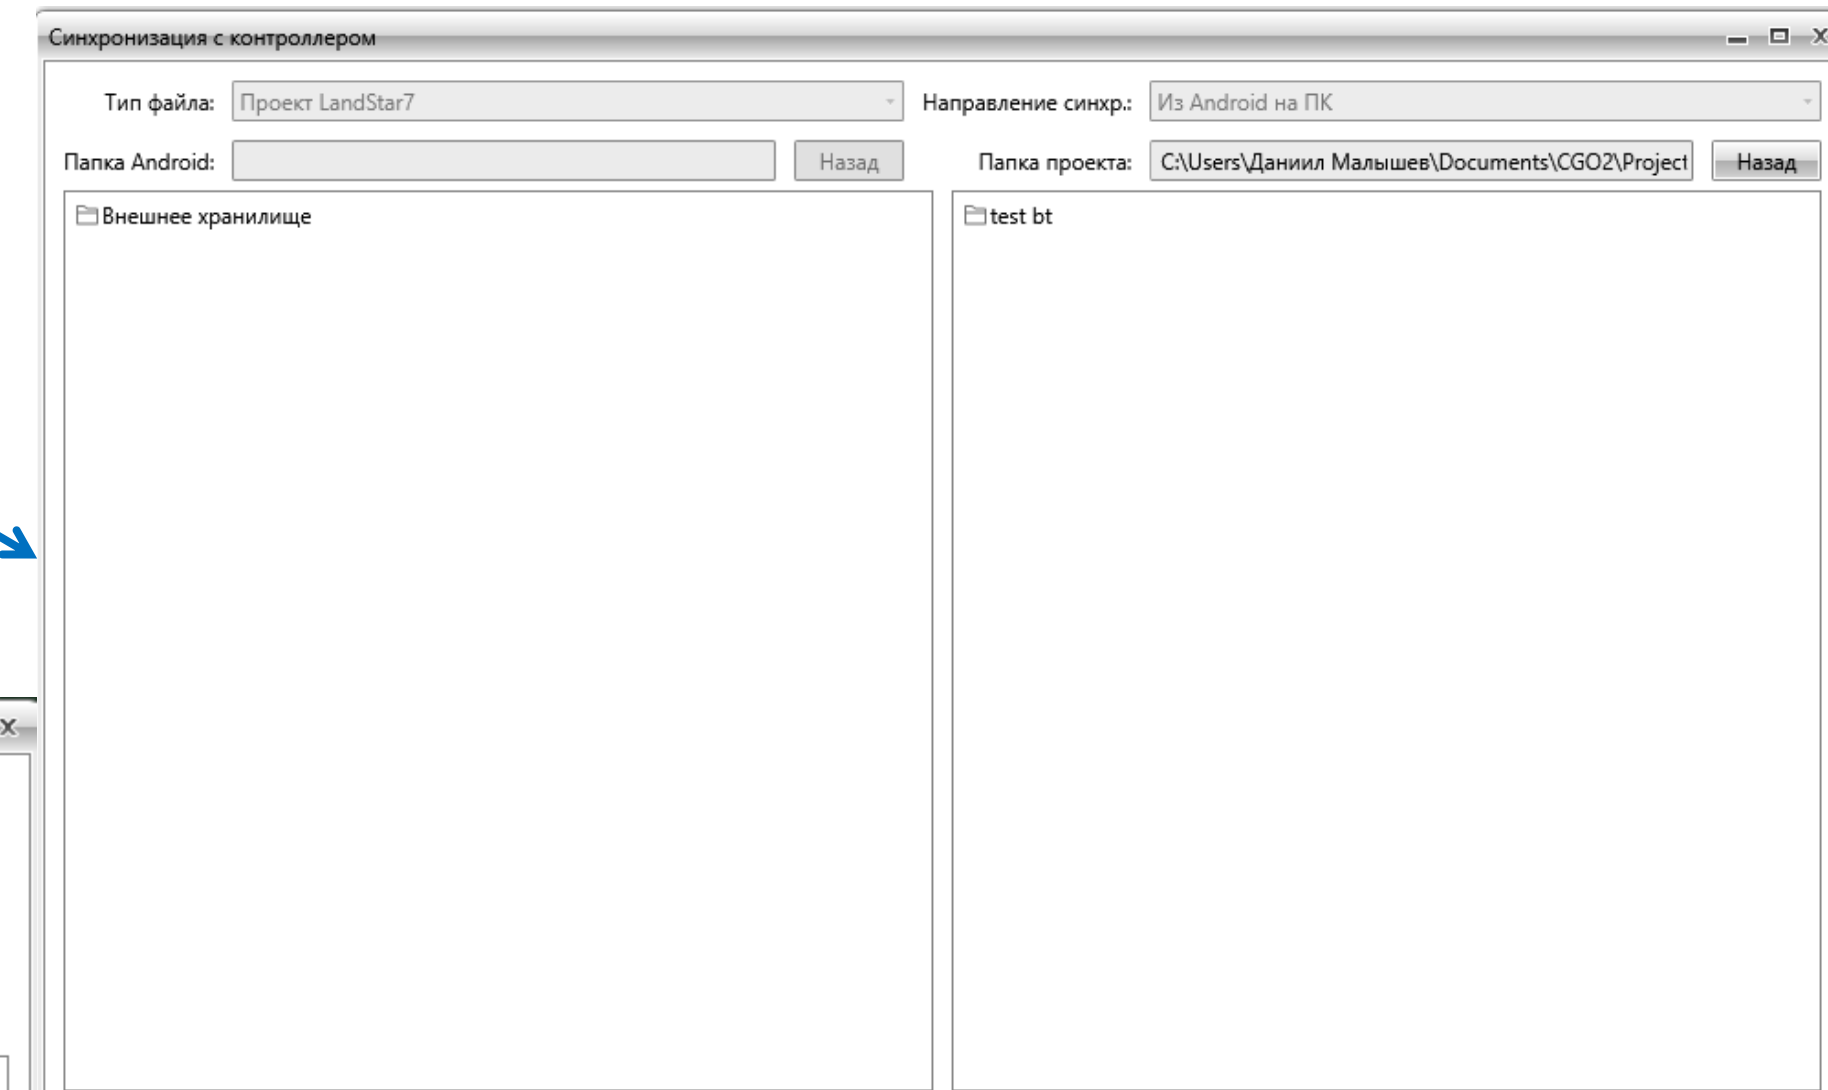 Синхронизация с контроллером
Тип файла: Проект LandStar7 Направление синхр.: Из Android на ПК
Папка Android: Назад Папка проекта: C:\Users\Даниил Малышев\Documents\CGO2\Project Назад
Внешнее хранилище test bt